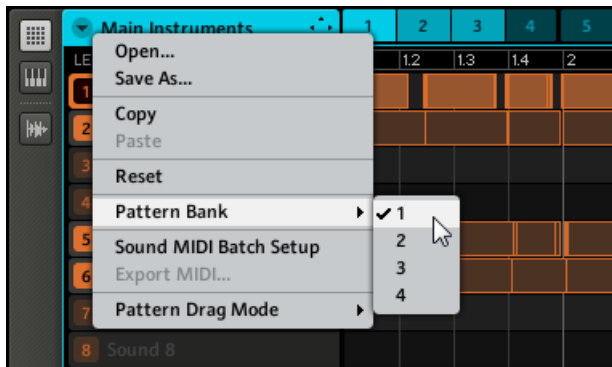 Main Instruments 1 2 3 4 5
LE 1.2 1.3 1.4 2
Open...
Save As...
1
Copy
2
Paste
3
Reset
4
Pattern Bank 1
5
Sound MIDI Batch Setup 2
6
Export MIDI... 3
4
7
Pattern Drag Mode
8 Sound 8